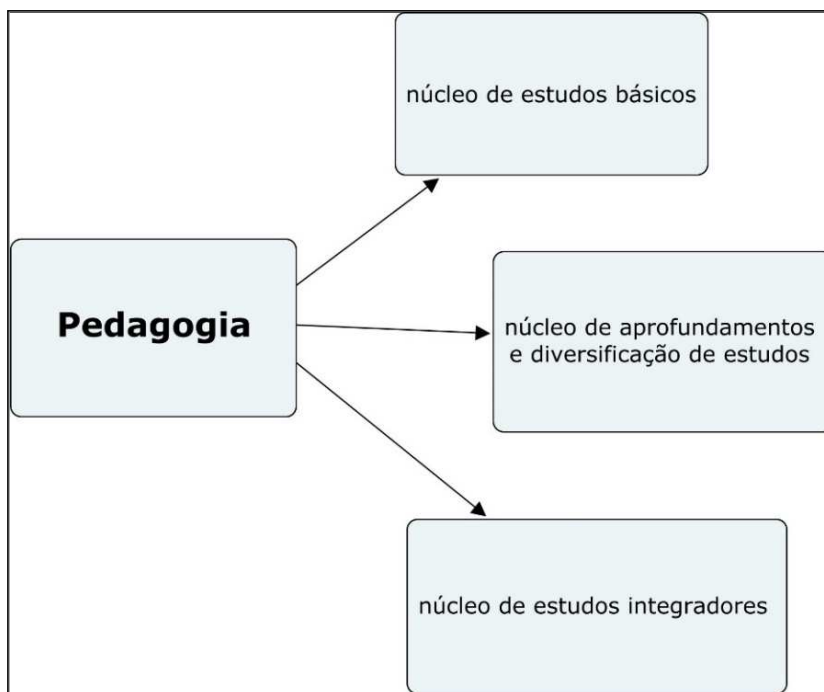 núcleo de estudos básicos
Pedagogia
núcleo de aprofundamentos
e diversificação de estudos
núcleo de estudos integradores